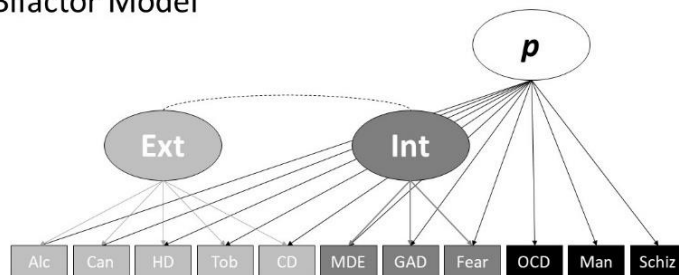 Bifactor Model
p
Ext
Int
Alc
Can
HD
Tob
CD
MDE
GAD
Fear
OCD
Man
Schiz